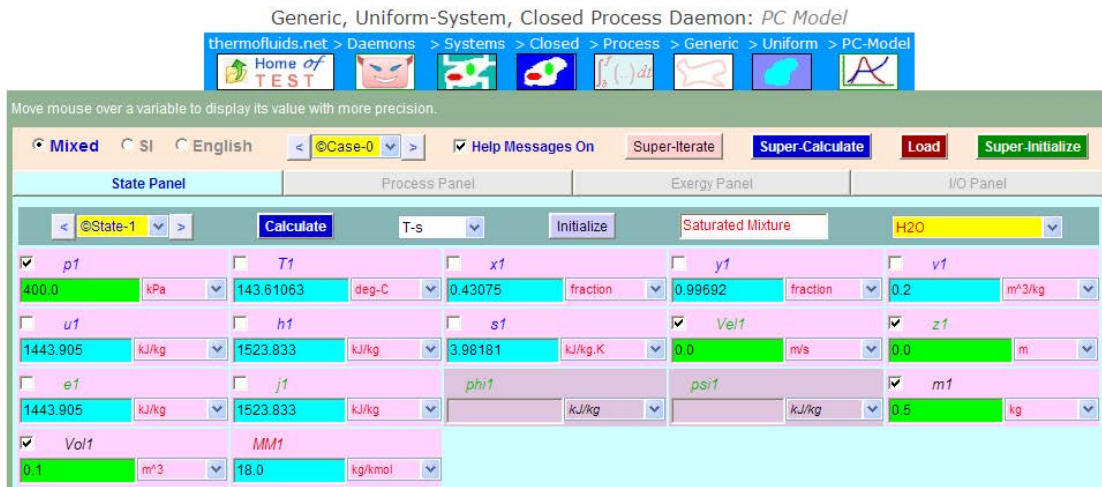 Generic, Uniform-System, Closed Process Daemon: PC Model
thermofluids.net > Daemons > Systems > Closed > Process > Generic > Uniform > PC-Model
Home of TEST
∫(..)dt
Move mouse over a variable to display its value with more precision.
Mixed SI English < ©Case-0 > Help Messages On Super-Iterate Super-Calculate Load Super-Initialize
State Panel Process Panel Exergy Panel I/O Panel
< ©State-1 > Calculate T-s Initialize Saturated Mixture H2O
p1 T1 x1 y1 v1
400.0 kPa 143.61063 deg-C 0.43075 fraction 0.99692 fraction 0.2 m^3/kg
u1 h1 s1 Vel1 z1
1443.905 kJ/kg 1523.833 kJ/kg 3.98181 kJ/kg.K 0.0 m/s 0.0 m
e1 j1 phi1 psi1 m1
1443.905 kJ/kg 1523.833 kJ/kg kJ/kg kJ/kg 0.5 kg
Vol1 MM1
0.1 m^3 18.0 kg/kmol